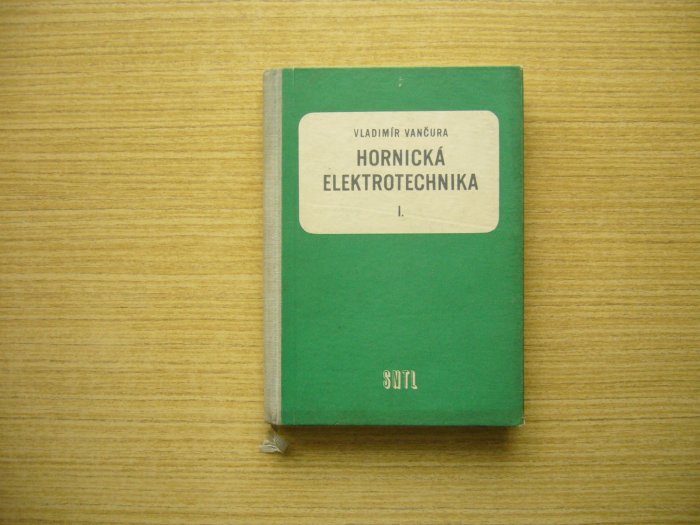 VLADIMÍR VANČURA
HORNICKÁ
ELEKTROTECHNIKA
I.
SNTL